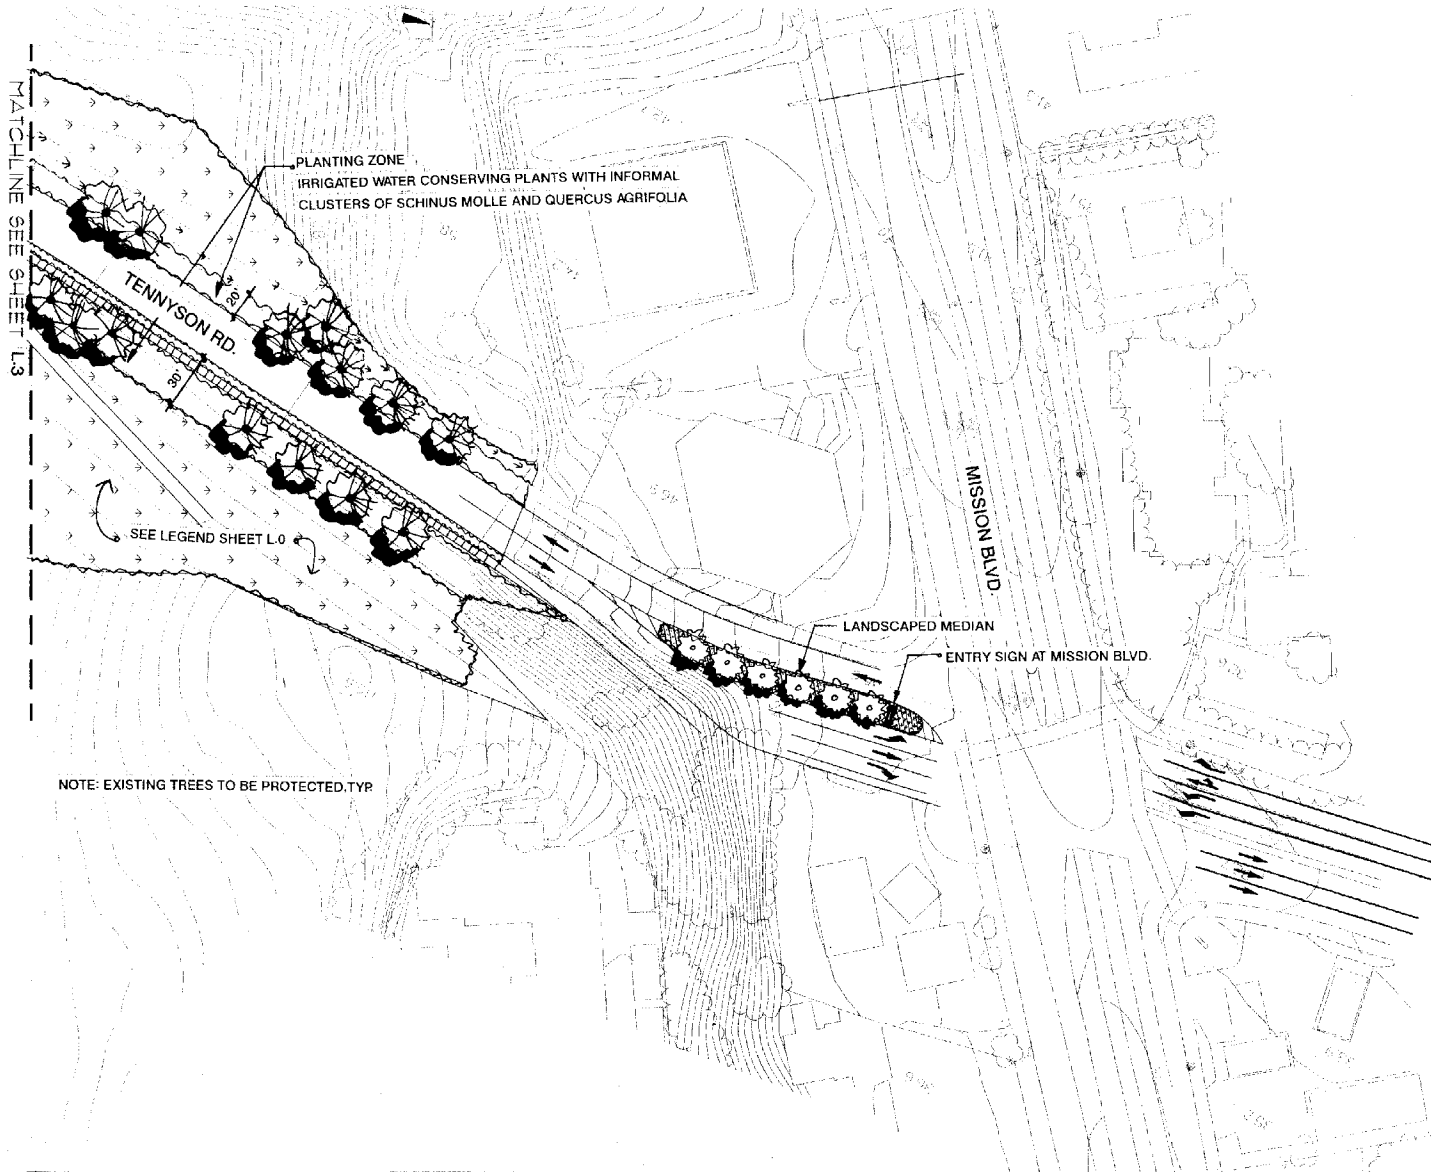 MATCHLINE SEE SHEET L.3
PLANTING ZONE
IRRIGATED WATER CONSERVING PLANTS WITH INFORMAL
CLUSTERS OF SCHINUS MOLLE AND QUERCUS AGRIFOLIA
TENNYSON RD.
20'
30'
SEE LEGEND SHEET L.0
MISSION BLVD.
LANDSCAPED MEDIAN
ENTRY SIGN AT MISSION BLVD.
NOTE: EXISTING TREES TO BE PROTECTED,TYP.